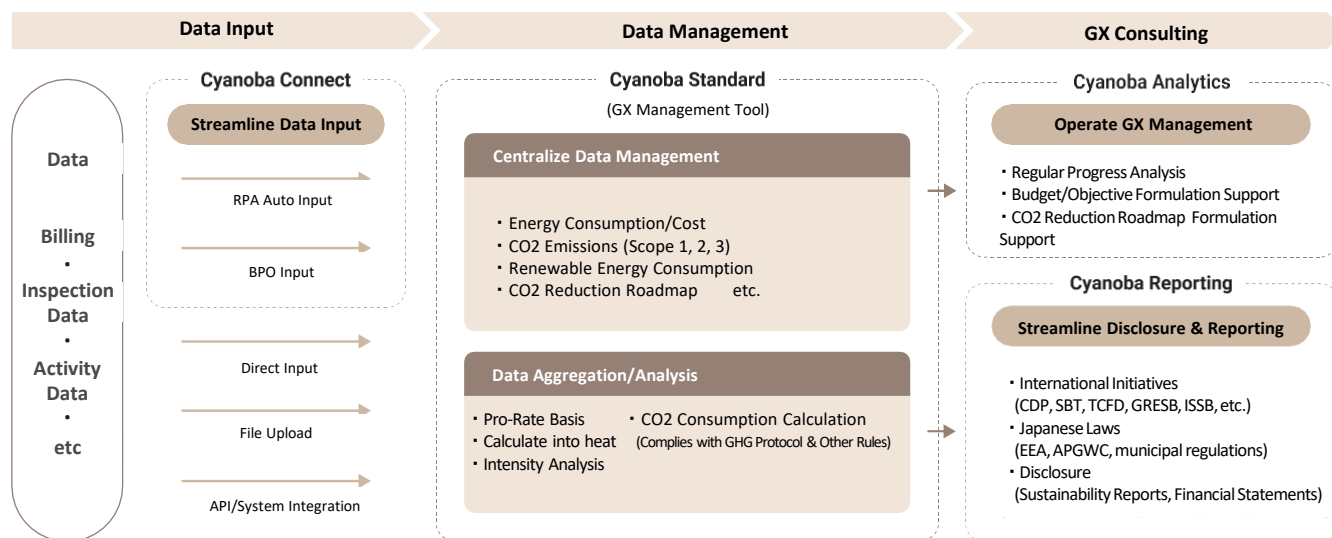 Data Input
Data Management
GX Consulting
Data
Billing
・
Inspection
Data
・
Activity
Data
・
etc
Cyanoba Connect
Streamline Data Input
RPA Auto Input
BPO Input
Direct Input
File Upload
API/System Integration
Cyanoba Standard
(GX Management Tool)
Centralize Data Management
・Energy Consumption/Cost
・CO2 Emissions (Scope 1, 2, 3)
・Renewable Energy Consumption
・CO2 Reduction Roadmap etc.
Data Aggregation/Analysis
・Pro-Rate Basis
・Calculate into heat
・Intensity Analysis
・CO2 Consumption Calculation
(Complies with GHG Protocol & Other Rules)
Cyanoba Analytics
Operate GX Management
・Regular Progress Analysis
・Budget/Objective Formulation Support
・CO2 Reduction Roadmap Formulation
Support
Cyanoba Reporting
Streamline Disclosure & Reporting
・International Initiatives
(CDP, SBT, TCFD, GRESB, ISSB, etc.)
・Japanese Laws
(EEA, APGWC, municipal regulations)
・Disclosure
(Sustainability Reports, Financial Statements)